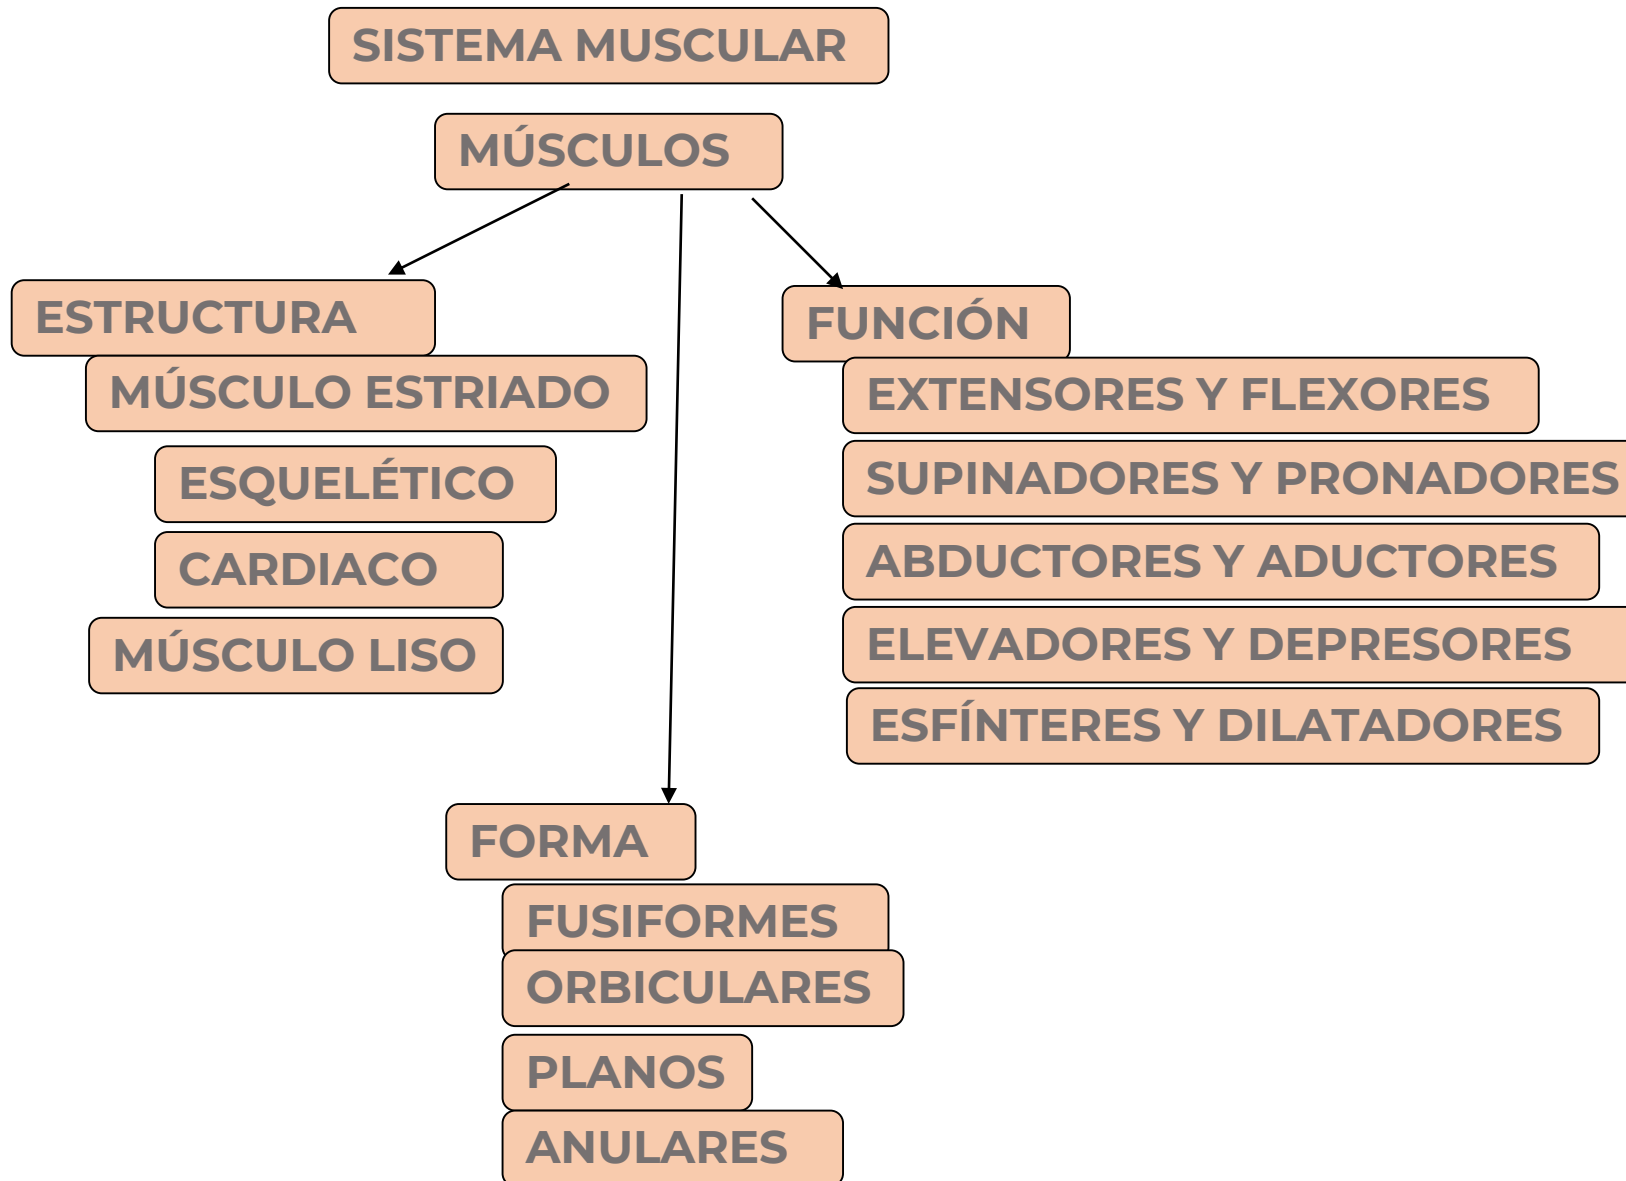 SISTEMA MUSCULAR
MÚSCULOS
ESTRUCTURA
MÚSCULO ESTRIADO
ESQUELÉTICO
CARDIACO
MÚSCULO LISO
FUNCIÓN
EXTENSORES Y FLEXORES
SUPINADORES Y PRONADORES
ABDUCTORES Y ADUCTORES
ELEVADORES Y DEPRESORES
ESFÍNTERES Y DILATADORES
FORMA
FUSIFORMES
ORBICULARES
PLANOS
ANULARES